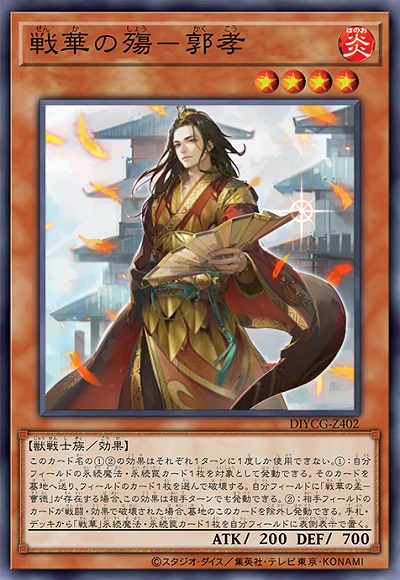 戦華の殤－郭孝
炎
DIYCG-Z402
【獣戦士族／効果】
このカード名の①②の効果はそれぞれ１ターンに１度しか使用できない。①：自分
フィールドの永続魔法・永続罠カード１枚を対象として発動できる。そのカードを
墓地へ送り、フィールドのカード１枚を選んで破壊する。自分フィールドに「戦華の孟－
曹徳」が存在する場合、この効果は相手ターンでも発動できる。②：相手フィールドの
カードが戦闘・効果で破壊された場合、墓地のこのカードを除外し発動できる。手札・
デッキから「戦華」永続魔法・永続罠カード１枚を自分フィールドに表側表示で置く。
ATK/ 200 DEF/ 700
©スタジオ・ダイス／集英社・テレビ東京・KONAMI